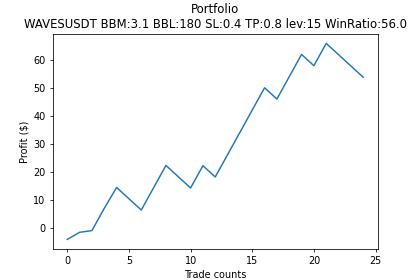 Portfolio
WAVESUSDT BBM:3.1 BBL:180 SL:0.4 TP:0.8 lev:15 WinRatio:56.0
60
50
40
30
20
10
0
Profit ($)
0 5 10 15 20 25
Trade counts